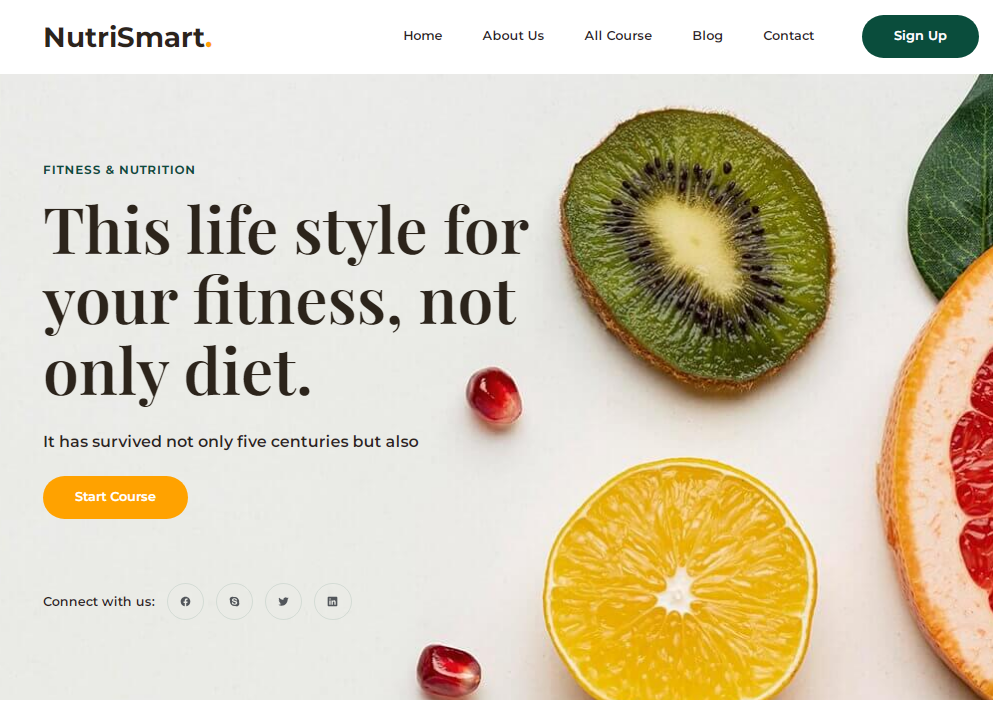 NutriSmart.
Home About Us All Course Blog Contact Sign Up
FITNESS & NUTRITION
This life style for
your fitness, not
only diet.
It has survived not only five centuries but also
Start Course
Connect with us: